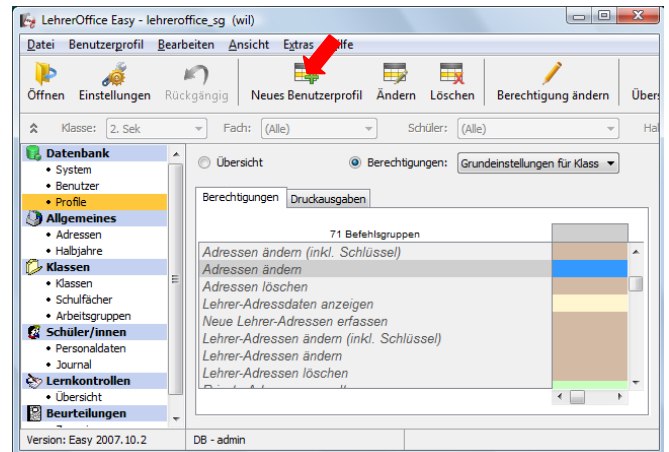 LehrerOffice Easy - lehreroffice_sg (wil)
Datei Benutzerprofil Bearbeiten Ansicht Extras
Öffnen Einstellungen Rückgängig Neues Benutzerprofil Ändern Löschen Berechtigung ändern Übers
Klasse: 2. Sek Fach: (Alle) Schüler: (Alle) Hal
Datenbank
• System
• Benutzer
• Profile
Allgemeines
• Adressen
• Halbjahre
Klassen
• Klassen
• Schulfächer
• Arbeitsgruppen
Schüler/innen
• Personaldaten
• Journal
Lernkontrollen
• Übersicht
Beurteilungen
Übersicht Berechtigungen: Grundeinstellungen für Klass
Berechtigungen Druckausgaben
71 Befehlsgruppen
Adressen ändern (inkl. Schlüssel)
Adressen ändern
Adressen löschen
Lehrer-Adressdaten anzeigen
Neue Lehrer-Adressen erfassen
Lehrer-Adressen ändern (inkl. Schlüssel)
Lehrer-Adressen ändern
Lehrer-Adressen löschen
Version: Easy 2007.10.2 DB - admin